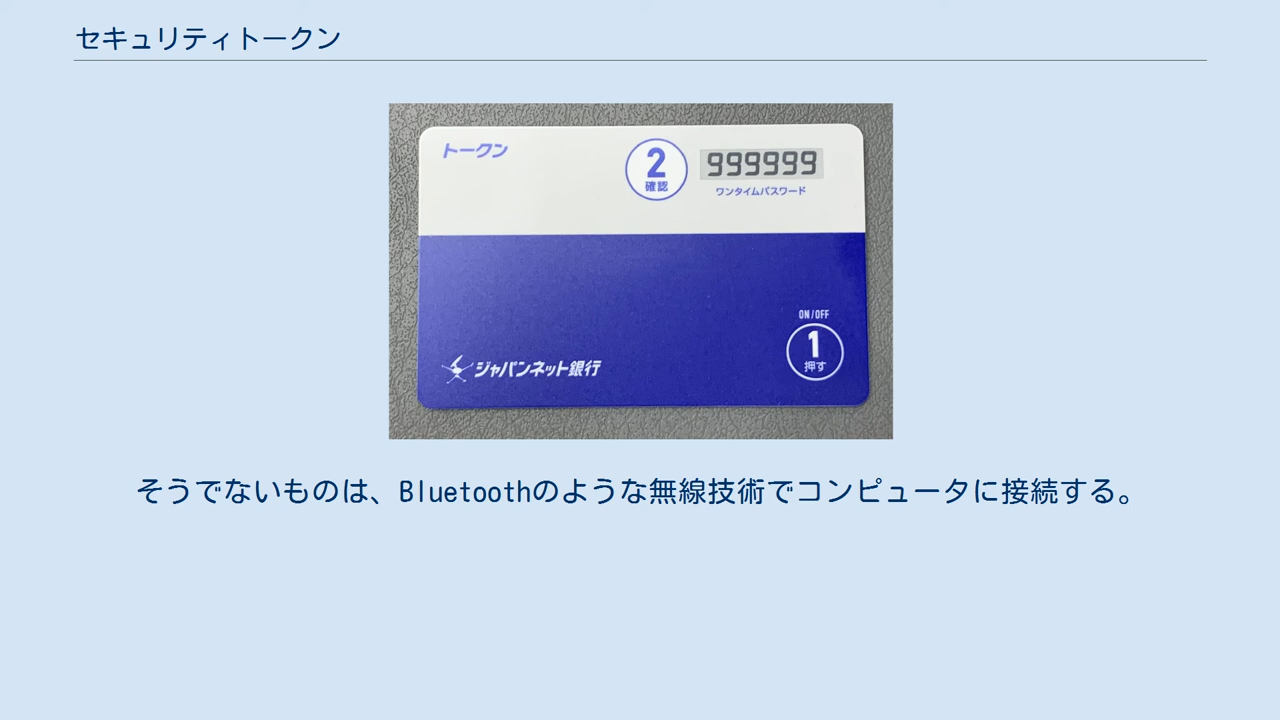 セキュリティトークン
トークン
2
確認
999999
ワンタイムパスワード
ON/OFF
1
押す
ジャパンネット銀行
そうでないものは、Bluetoothのような無線技術でコンピュータに接続する。